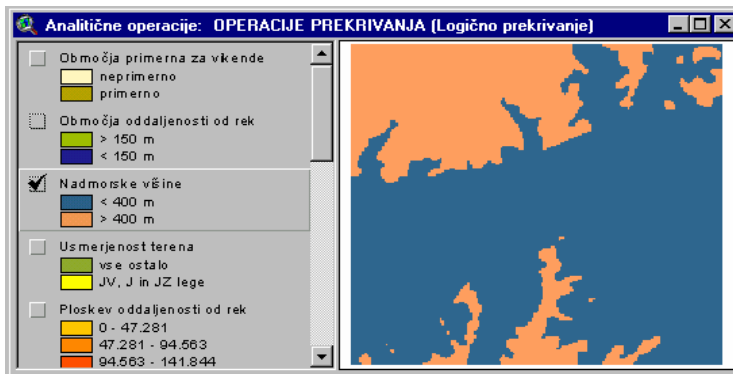 Analitične operacije: OPERACIJE PREKRIVANJA (Logično prekrivanje)
Območja primerna za vikende
neprimerno
primerno
Območja oddaljenosti od rek
> 150 m
< 150 m
Nadmorske višine
< 400 m
> 400 m
Usmerjenost terena
vse ostalo
JV, J in JZ lege
Ploskev oddaljenosti od rek
0 - 47.281
47.281 - 94.563
94.563 - 141.844